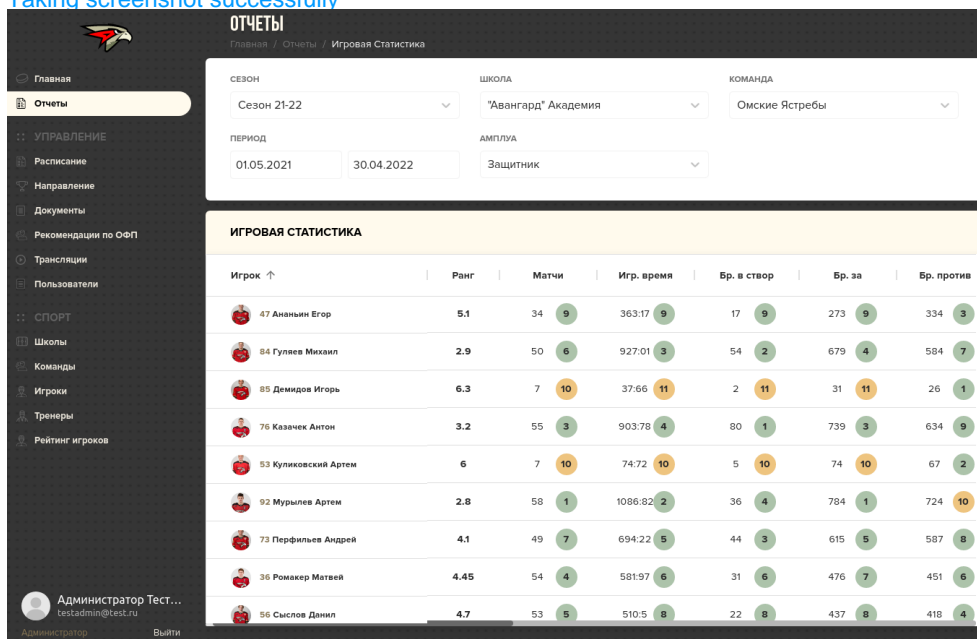 Taking screenshot successfully
ОТЧЕТЫ
Главная / Отчеты / Игровая Статистика
Главная
Отчеты
:: УПРАВЛЕНИЕ
Расписание
Направление
Документы
Рекомендации по ОФП
Трансляции
Пользователи
:: СПОРТ
Школы
Команды
Игроки
Тренеры
Рейтинг игроков
Администратор Тест...
testadmin@test.ru
Администратор Выйти
СЕЗОН ШКОЛА КОМАНДА
Сезон 21-22 "Авангард" Академия Омские Ястребы
ПЕРИОД АМПЛУА
01.05.2021 30.04.2022 Защитник
ИГРОВАЯ СТАТИСТИКА
Игрок ↑ Ранг Матчи Игр. время Бр. в створ Бр. за Бр. против
47 Ананьин Егор 5.1 34 9 363:17 9 17 9 273 9 334 3
84 Гуляев Михаил 2.9 50 6 927:01 3 54 2 679 4 584 7
85 Демидов Игорь 6.3 7 10 37:66 11 2 11 31 11 26 1
76 Казачек Антон 3.2 55 3 903:78 4 80 1 739 3 634 9
53 Куликовский Артем 6 7 10 74:72 10 5 10 74 10 67 2
92 Мурылев Артем 2.8 58 1 1086:82 2 36 4 784 1 724 10
73 Перфильев Андрей 4.1 49 7 694:22 5 44 3 615 5 587 8
36 Ромакер Матвей 4.45 54 4 581:97 6 31 6 476 7 451 6
56 Сыслов Данил 4.7 53 5 510:5 8 22 8 437 8 418 4